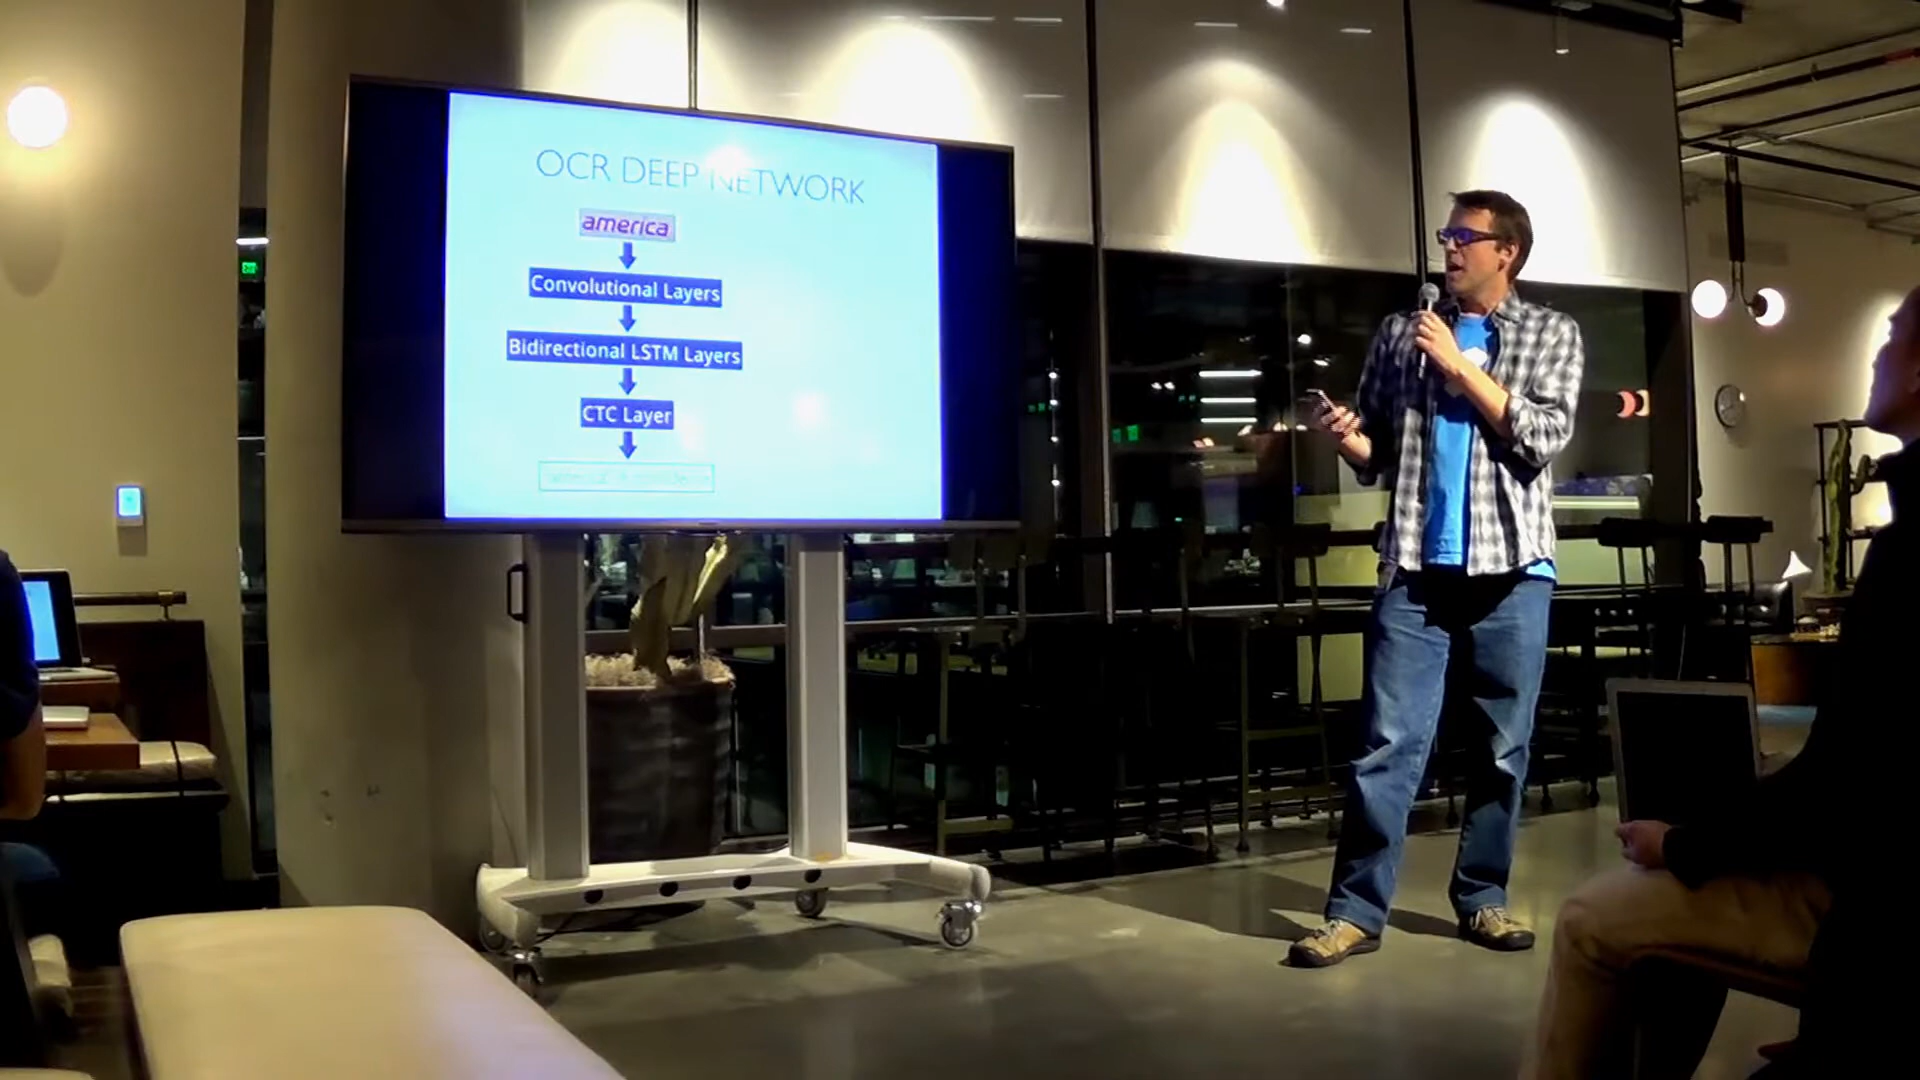 OCR DEEP NETWORK
america
Convolutional Layers
Bidirectional LSTM Layers
CTC Layer